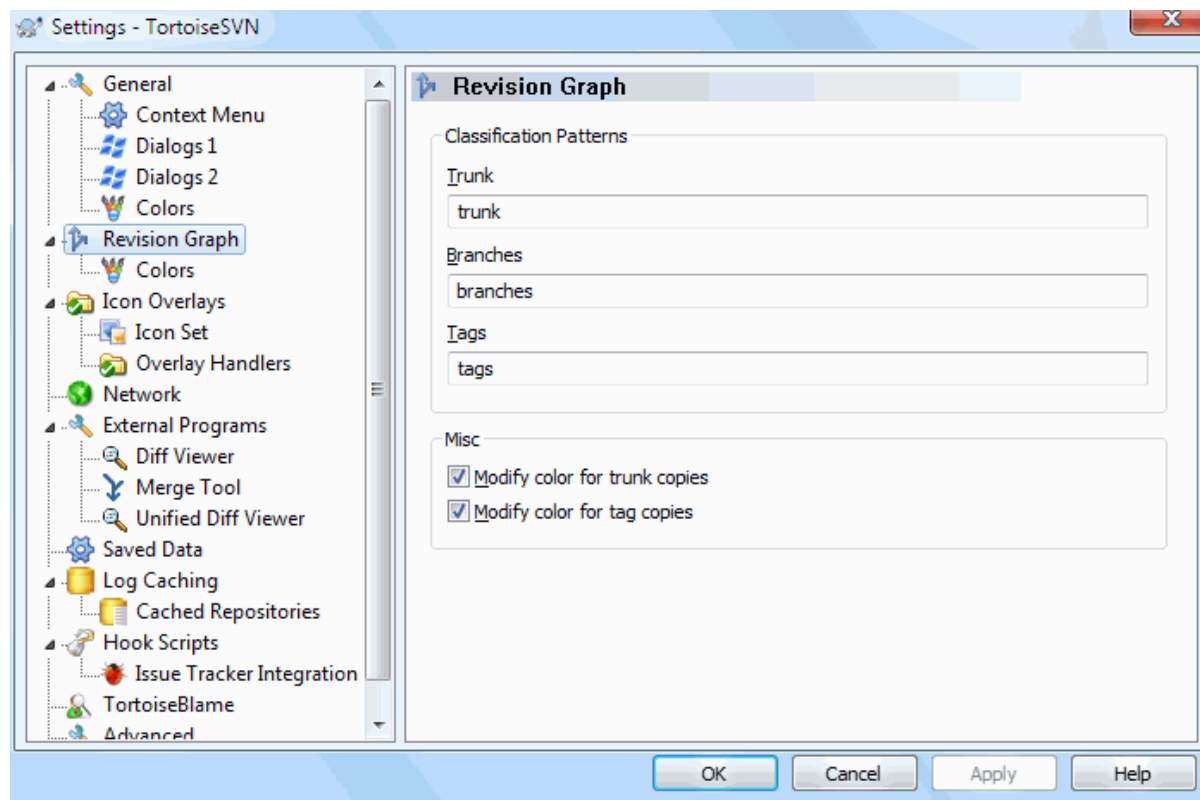 Settings - TortoiseSVN
General
Context Menu
Dialogs 1
Dialogs 2
Colors
Revision Graph
Colors
Icon Overlays
Icon Set
Overlay Handlers
Network
External Programs
Diff Viewer
Merge Tool
Unified Diff Viewer
Saved Data
Log Caching
Cached Repositories
Hook Scripts
Issue Tracker Integration
TortoiseBlame
Advanced
Revision Graph
Classification Patterns
Trunk
trunk
Branches
branches
Tags
tags
Misc
Modify color for trunk copies
Modify color for tag copies
OK Cancel Apply Help